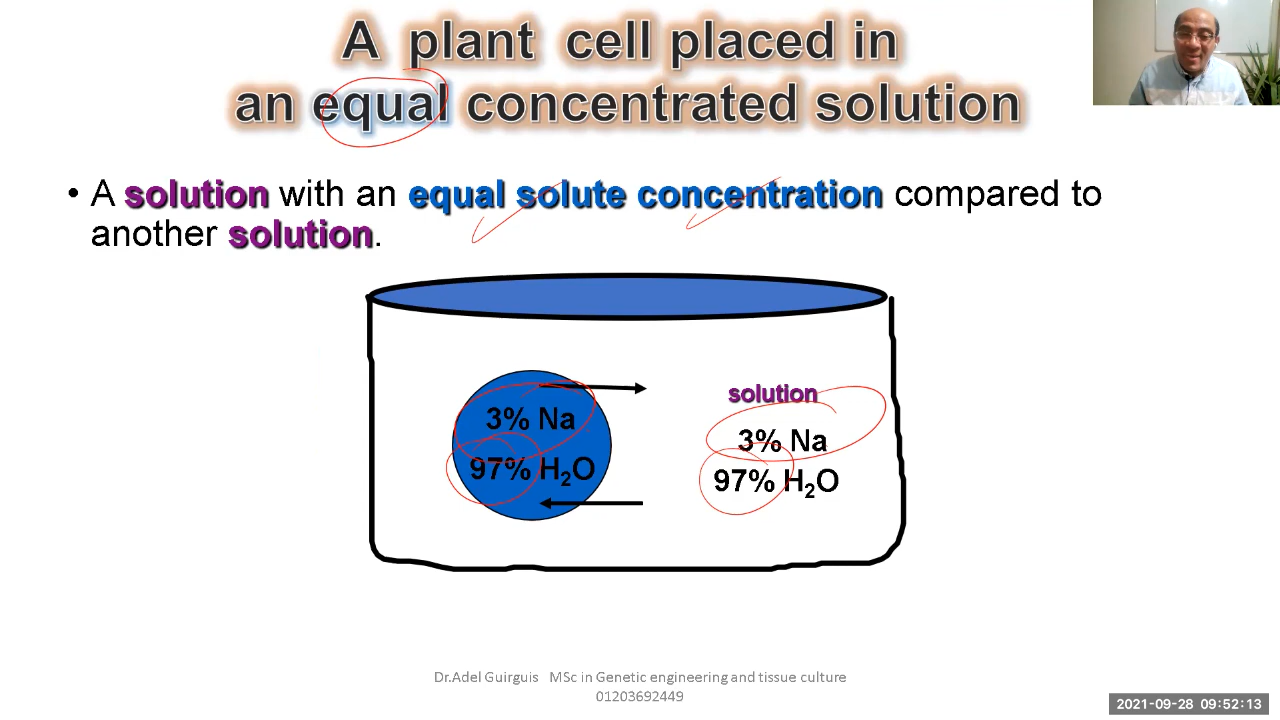 A plant cell placed in
an equal concentrated solution
• A solution with an equal solute concentration compared to
another solution.
solution
3% Na
97% H₂O
3% Na
97% H₂O
Dr.Adel Guirguis MSc in Genetic engineering and tissue culture
01203692449
2021-09-28 09:52:13